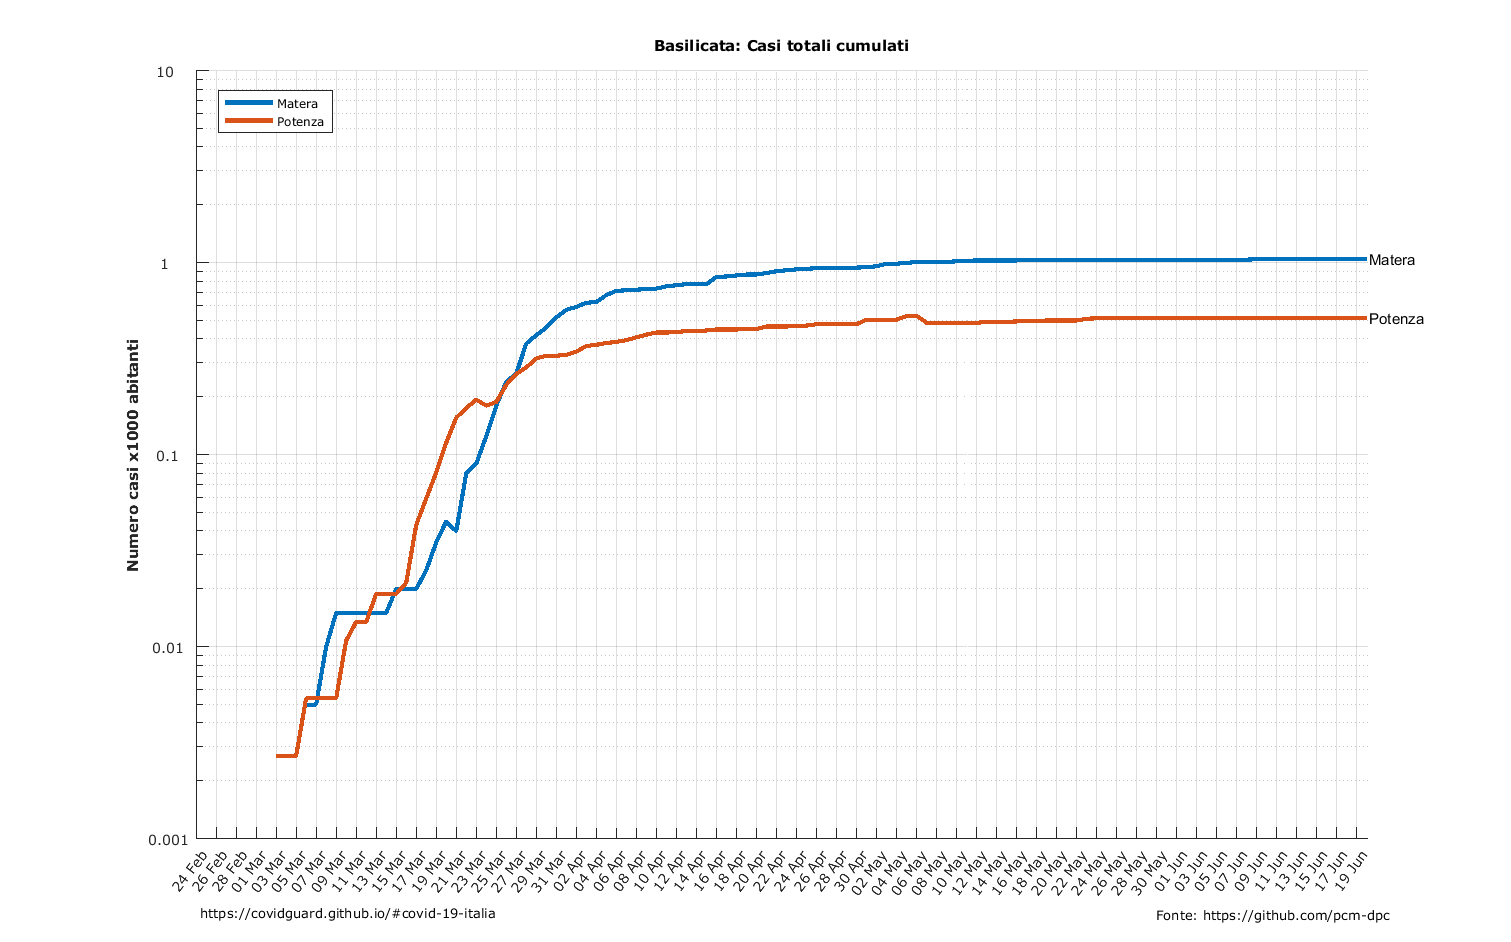 Basilicata: Casi totali cumulati
10
1
0.1
0.01
0.001
Numero casi x1000 abitanti
Matera
Potenza
Matera
Potenza
24 Feb
26 Feb
28 Feb
01 Mar
03 Mar
05 Mar
07 Mar
09 Mar
11 Mar
13 Mar
15 Mar
17 Mar
19 Mar
21 Mar
23 Mar
25 Mar
27 Mar
29 Mar
31 Mar
02 Apr
04 Apr
06 Apr
08 Apr
10 Apr
12 Apr
14 Apr
16 Apr
18 Apr
20 Apr
22 Apr
24 Apr
26 Apr
28 Apr
30 Apr
02 May
04 May
06 May
08 May
10 May
12 May
14 May
16 May
18 May
20 May
22 May
24 May
26 May
28 May
30 May
01 Jun
03 Jun
05 Jun
07 Jun
09 Jun
11 Jun
13 Jun
15 Jun
17 Jun
19 Jun
https://covidguard.github.io/#covid-19-italia
Fonte: https://github.com/pcm-dpc